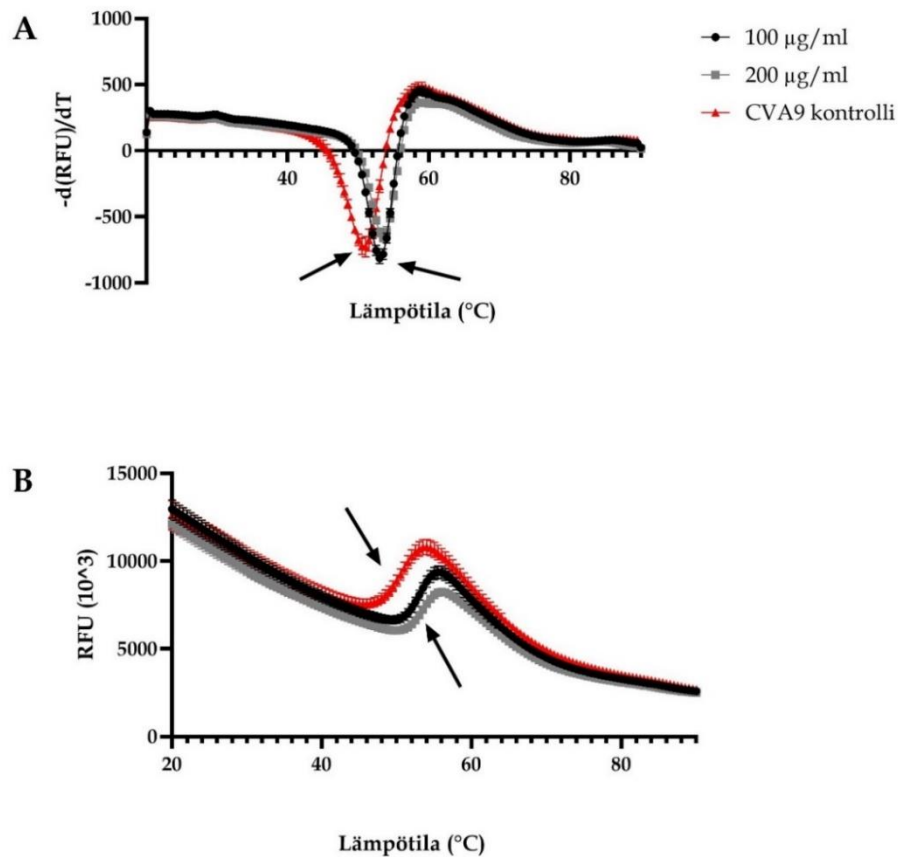 A
1000
500
0
-500
-1000
-d(RFU)/dT
40
60
80
Lämpötila (°C)
100 µg/ml
200 µg/ml
CVA9 kontrolli
B
15000
10000
5000
0
RFU (10^3)
20
40
60
80
Lämpötila (°C)